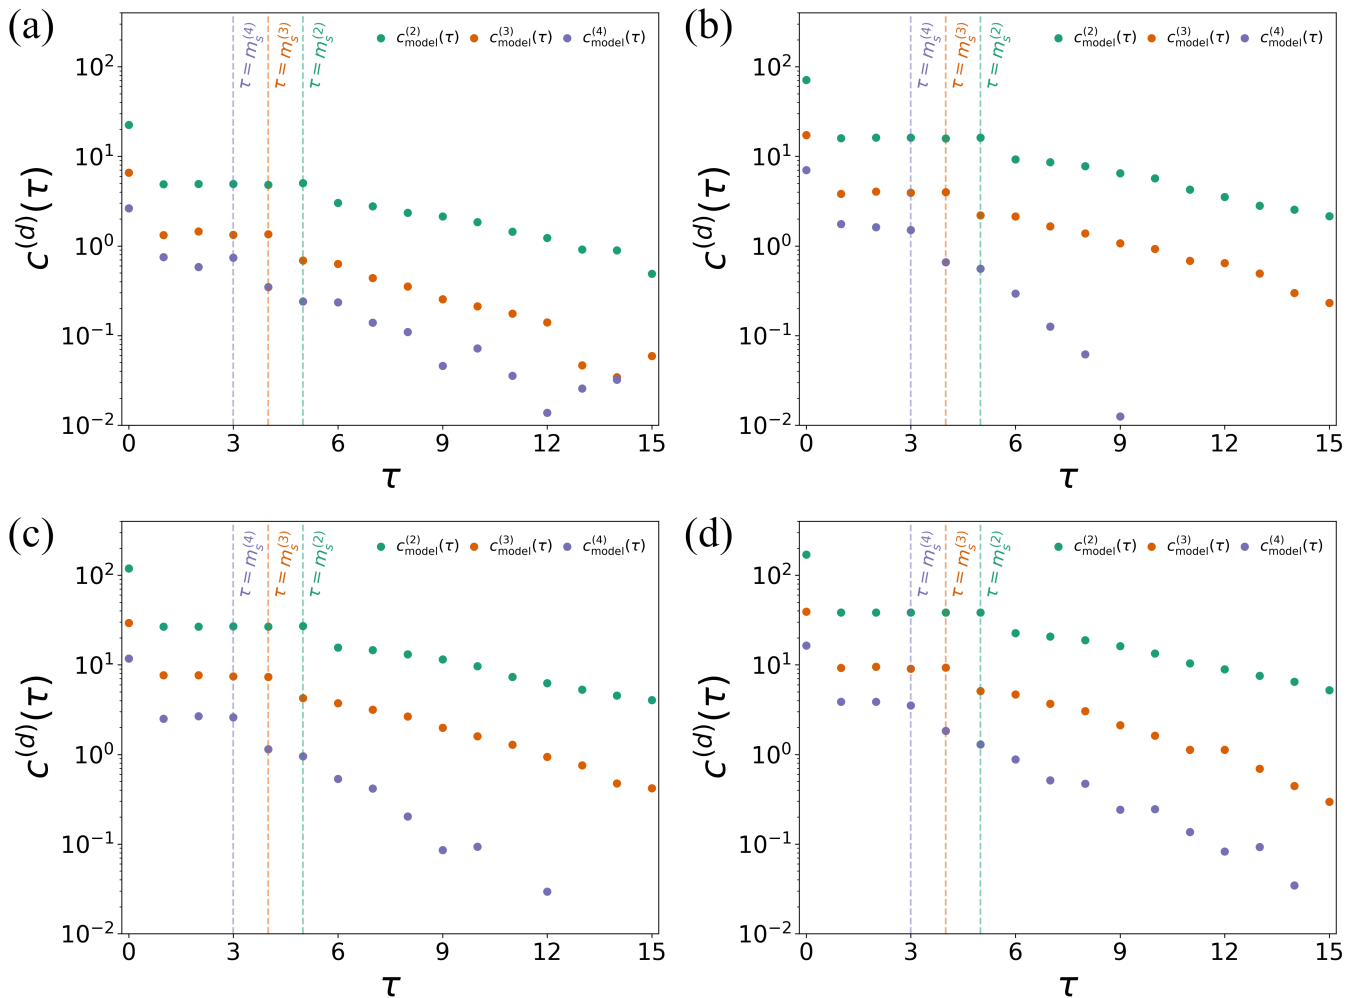 (a)
τ = m_s^(4)
τ = m_s^(3)
τ = m_s^(2)
c_model^(2)(τ) c_model^(3)(τ) c_model^(4)(τ)
c^(d)(τ)
10^2
10^1
10^0
10^−1
10^−2
0 3 6 9 12 15
τ
(b)
τ = m_s^(4)
τ = m_s^(3)
τ = m_s^(2)
c_model^(2)(τ) c_model^(3)(τ) c_model^(4)(τ)
c^(d)(τ)
10^2
10^1
10^0
10^−1
10^−2
0 3 6 9 12 15
τ
(c)
τ = m_s^(4)
τ = m_s^(3)
τ = m_s^(2)
c_model^(2)(τ) c_model^(3)(τ) c_model^(4)(τ)
c^(d)(τ)
10^2
10^1
10^0
10^−1
10^−2
0 3 6 9 12 15
τ
(d)
τ = m_s^(4)
τ = m_s^(3)
τ = m_s^(2)
c_model^(2)(τ) c_model^(3)(τ) c_model^(4)(τ)
c^(d)(τ)
10^2
10^1
10^0
10^−1
10^−2
0 3 6 9 12 15
τ